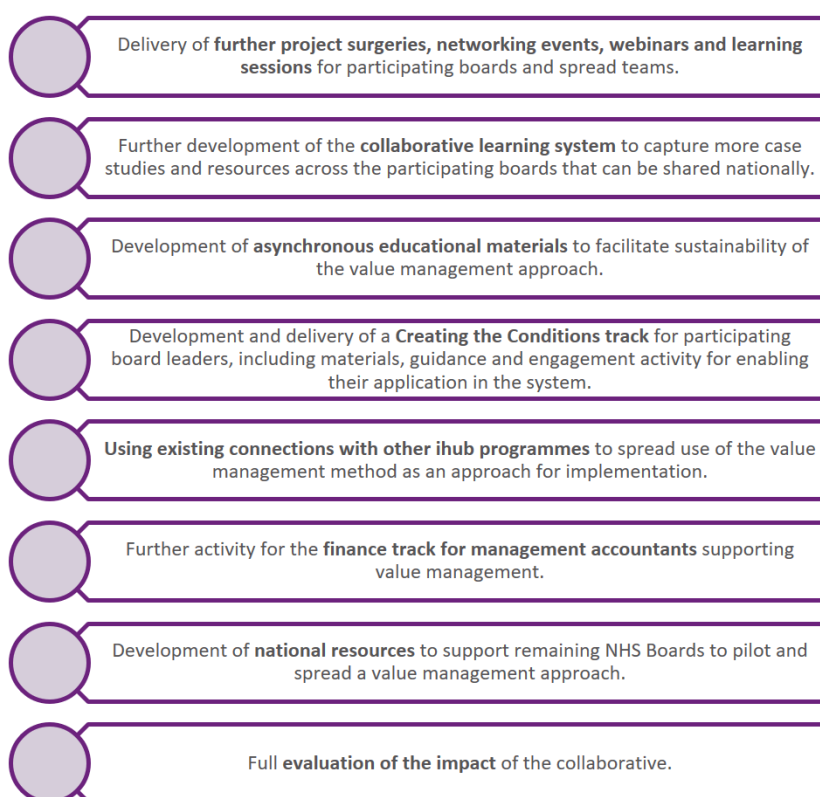 Delivery of further project surgeries, networking events, webinars and learning
sessions for participating boards and spread teams.
Further development of the collaborative learning system to capture more case
studies and resources across the participating boards that can be shared nationally.
Development of asynchronous educational materials to facilitate sustainability of
the value management approach.
Development and delivery of a Creating the Conditions track for participating
board leaders, including materials, guidance and engagement activity for enabling
their application in the system.
Using existing connections with other ihub programmes to spread use of the value
management method as an approach for implementation.
Further activity for the finance track for management accountants supporting
value management.
Development of national resources to support remaining NHS Boards to pilot and
spread a value management approach.
Full evaluation of the impact of the collaborative.